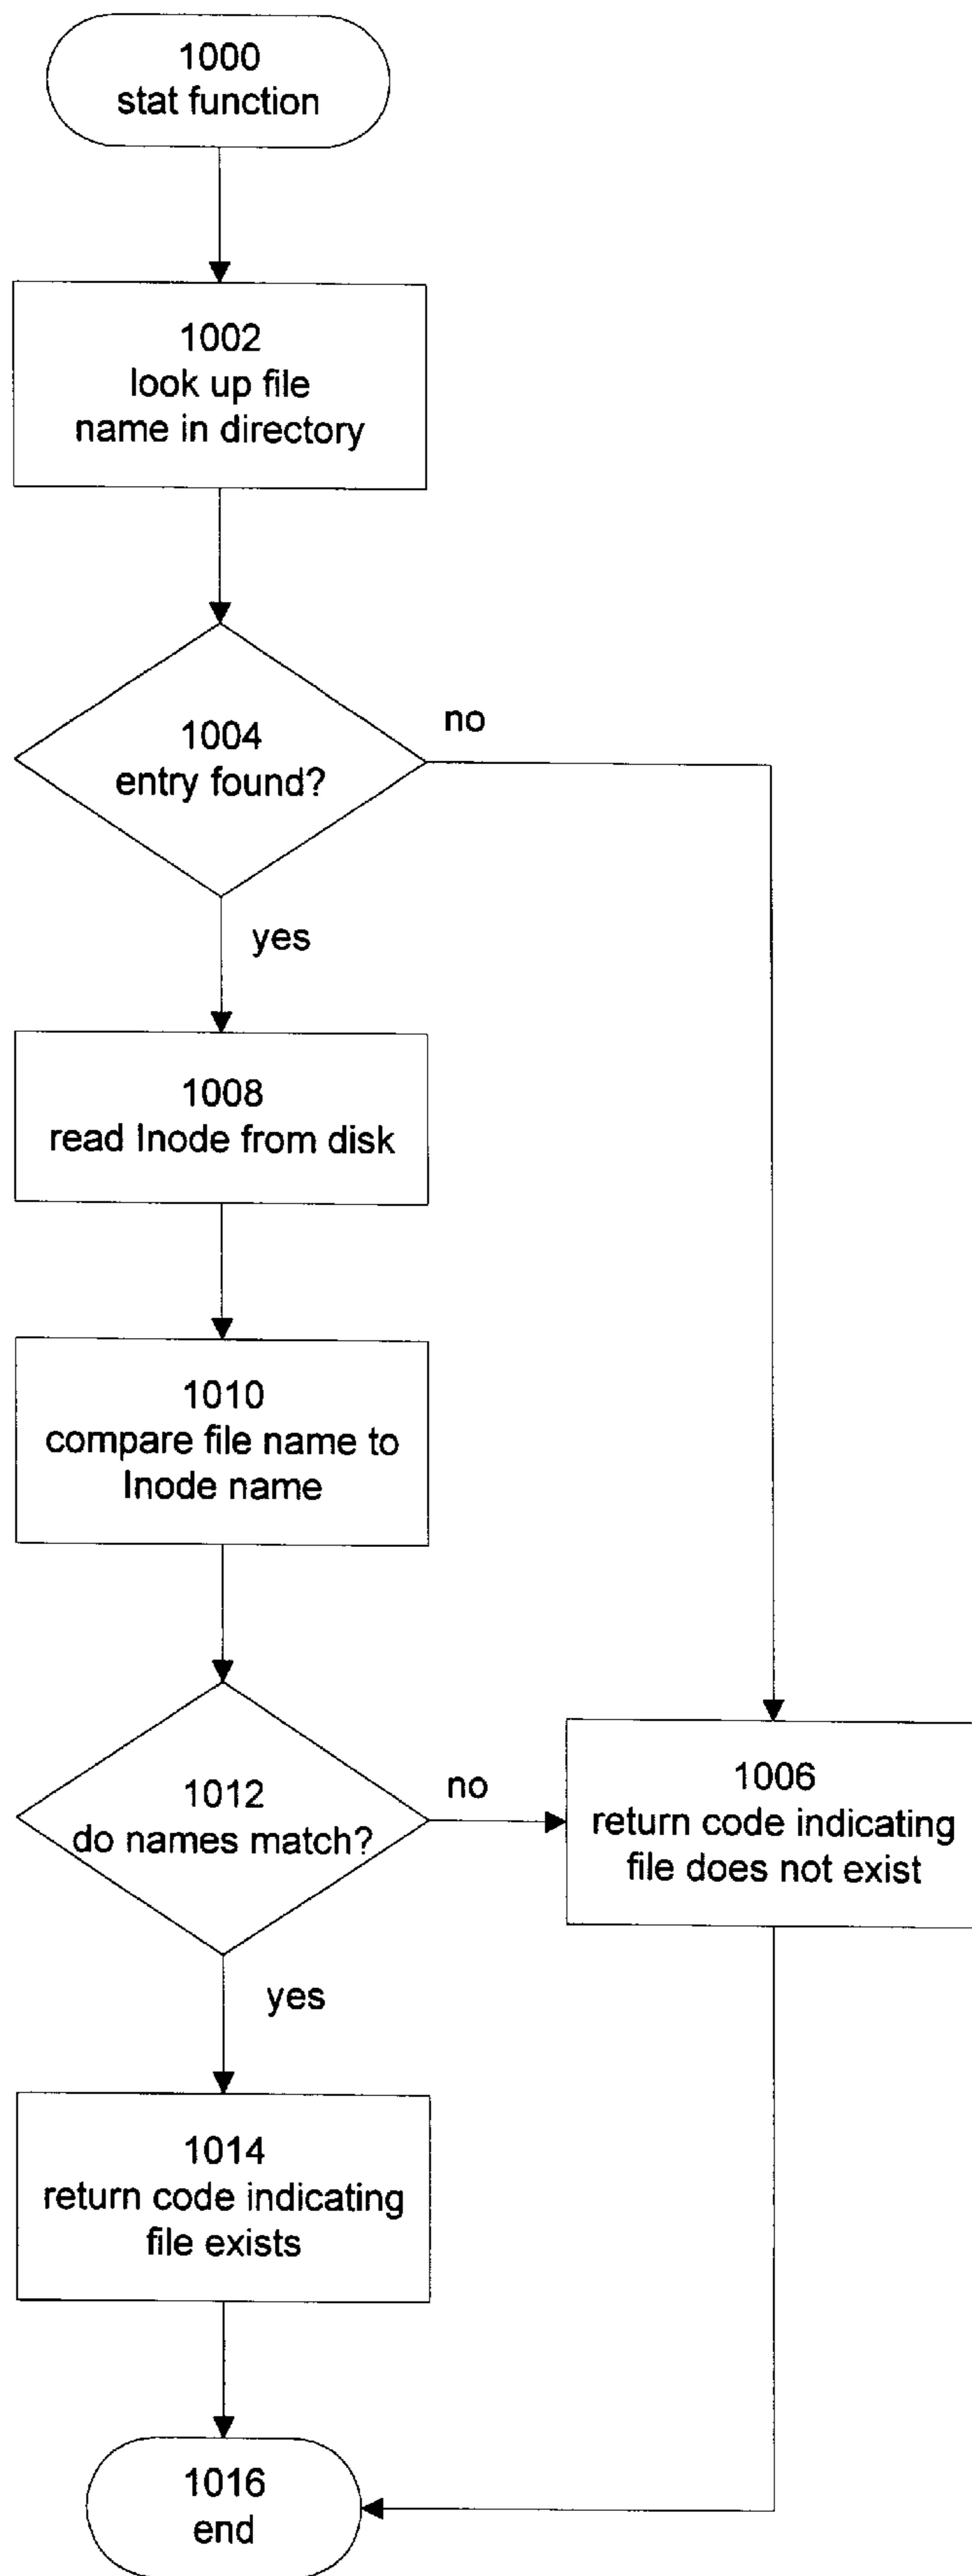 1000
stat function
1002
look up file
name in directory
1004
entry found?
no
yes
1008
read Inode from disk
1010
compare file name to
Inode name
1012
do names match?
no
1006
return code indicating
file does not exist
yes
1014
return code indicating
file exists
1016
end